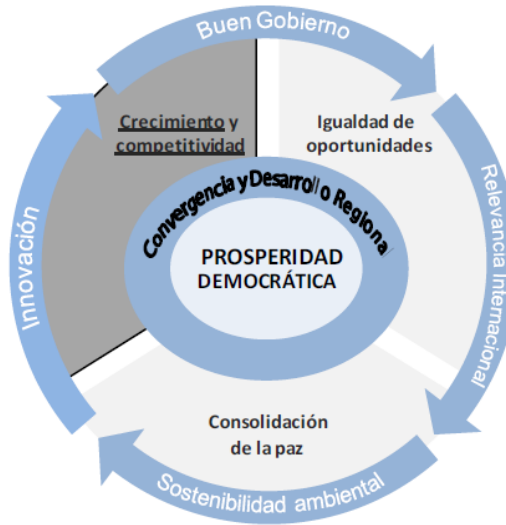 Buen Gobierno
Crecimiento y
competitividad
Igualdad de
oportunidades
Relevancia Internacional
Innovación
Convergencia y Desarrollo Regional
PROSPERIDAD
DEMOCRÁTICA
Consolidación
de la paz
Sostenibilidad ambiental